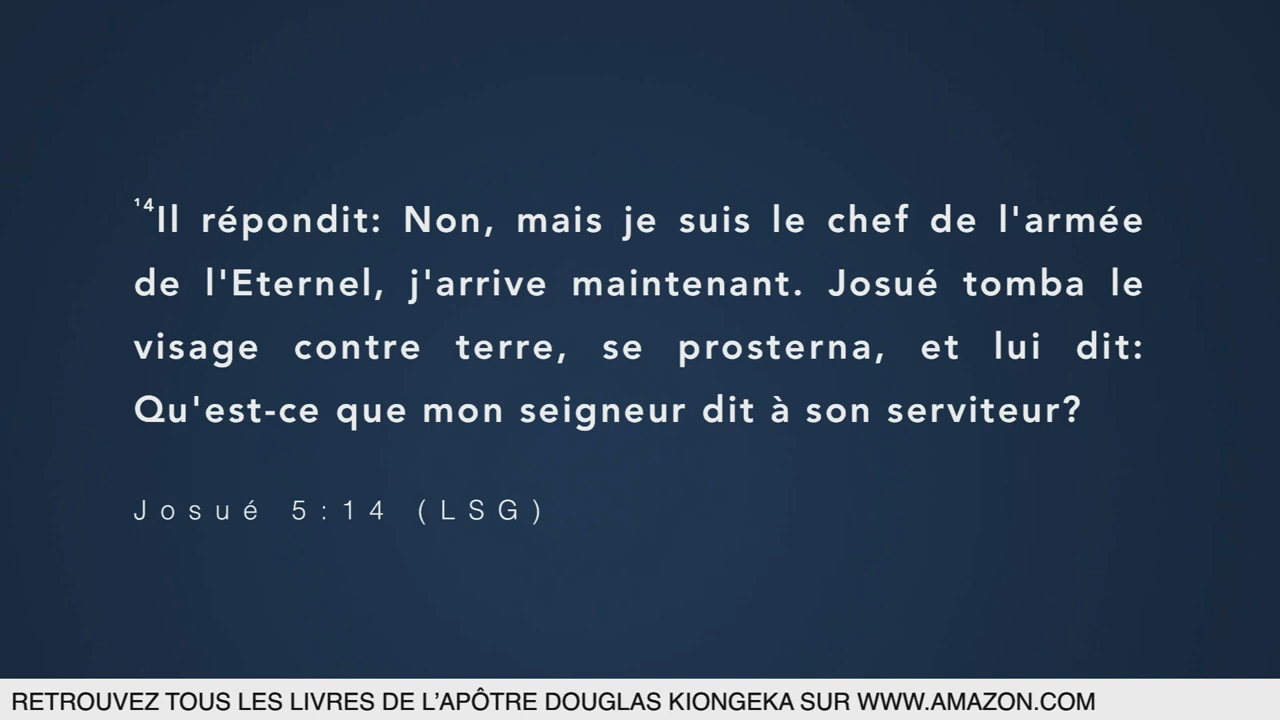 ¹⁴Il répondit: Non, mais je suis le chef de l'armée
de l'Eternel, j'arrive maintenant. Josué tomba le
visage contre terre, se prosterna, et lui dit:
Qu'est-ce que mon seigneur dit à son serviteur?
Josué 5:14 (LSG)
RETROUVEZ TOUS LES LIVRES DE L’APÔTRE DOUGLAS KIONGEKA SUR WWW.AMAZON.COM